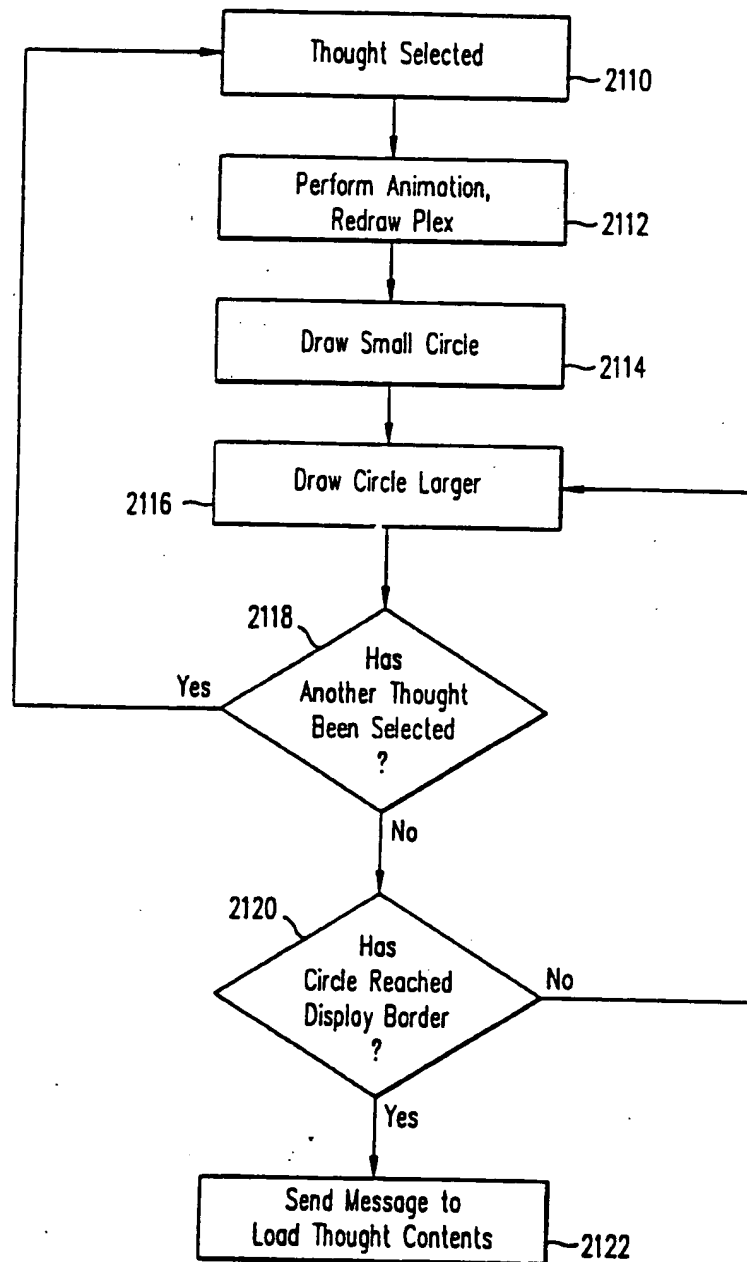 Thought Selected
2110
Perform Animation,
Redraw Plex
2112
Draw Small Circle
2114
Draw Circle Larger
2116
2118
Has
Another Thought
Been Selected
?
Yes
No
2120
Has
Circle Reached
Display Border
?
No
Yes
Send Message to
Load Thought Contents
2122